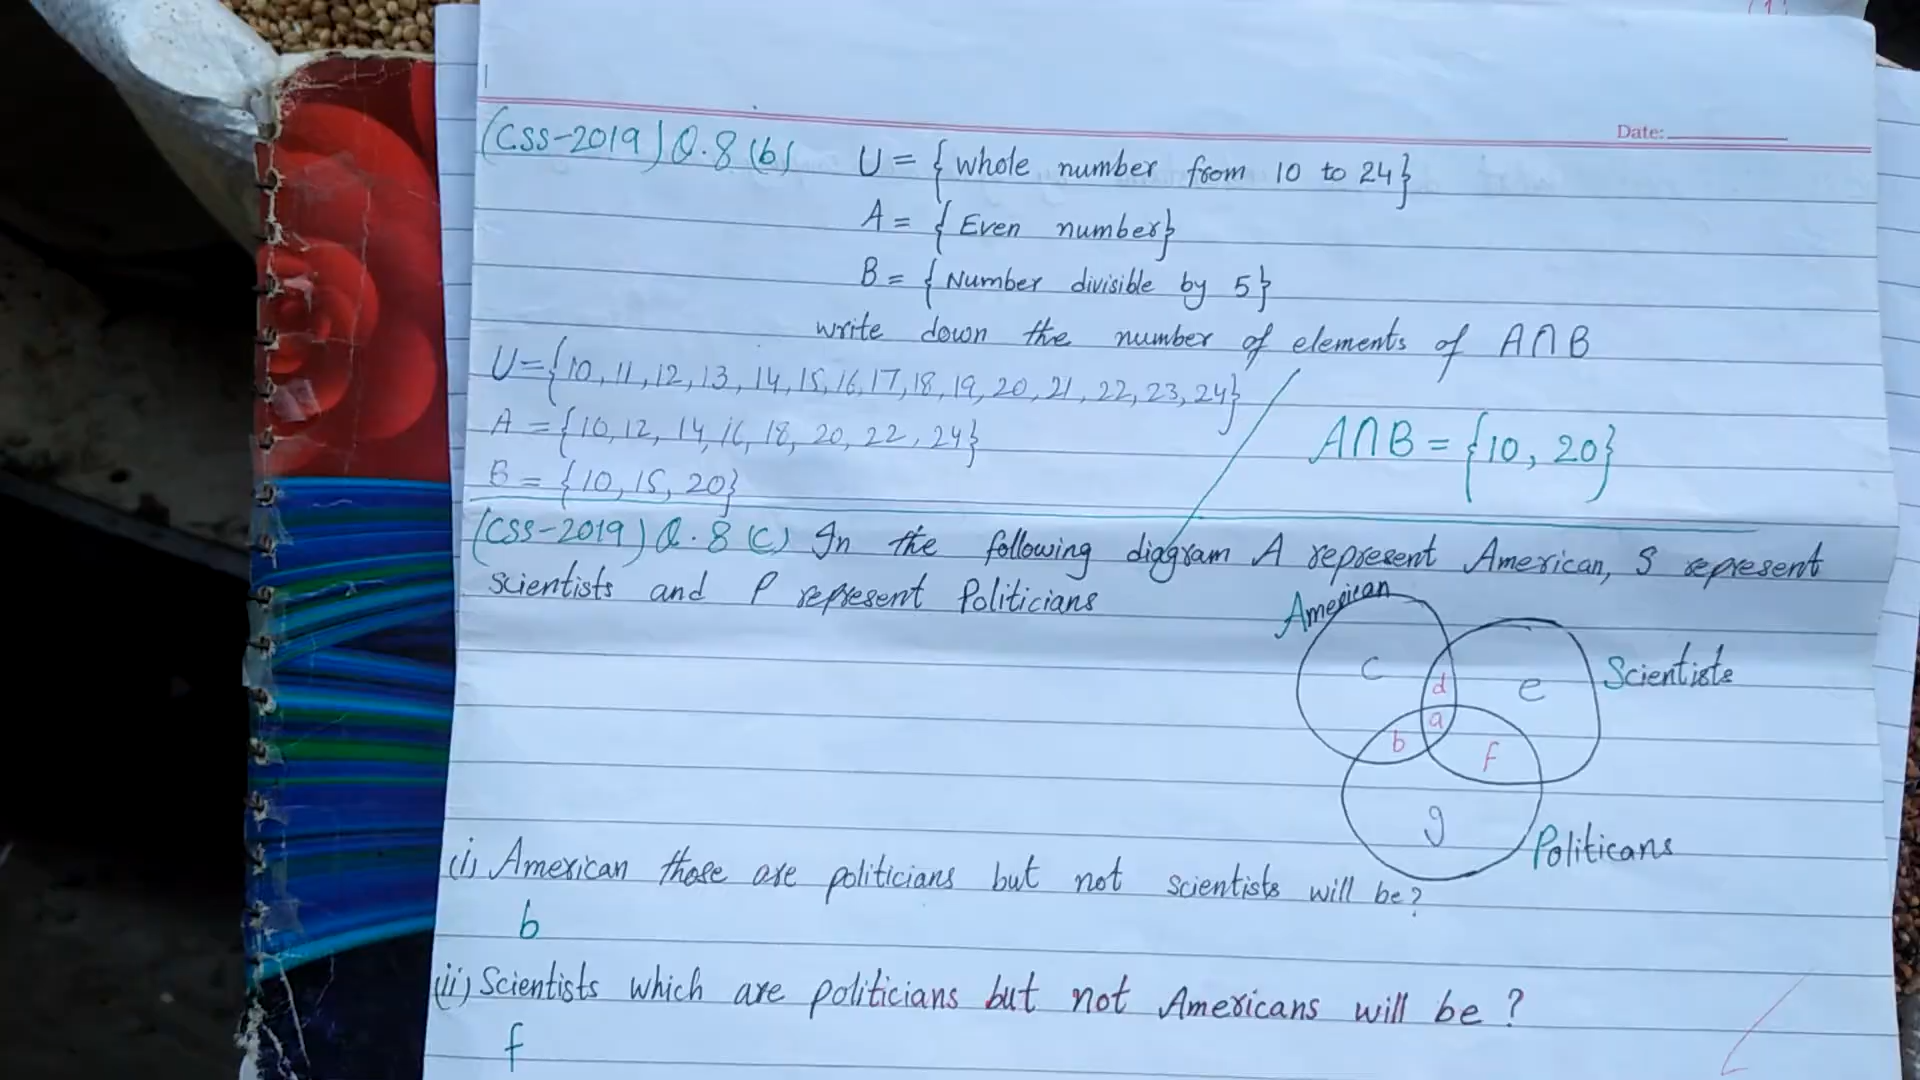 Date:
(CSS-2019) Q.8 (b) U = { whole number from 10 to 24}
A = { Even number}
B = { Number divisible by 5}
write down the number of elements of A∩B
U={10, 11, 12, 13, 14, 15, 16, 17, 18, 19, 20, 21, 22, 23, 24}
A = {10, 12, 14, 16, 18, 20, 22, 24}
A∩B = {10, 20}
B = {10, 15, 20}
(CSS-2019) Q.8 (C) In the following diagram A represent American, S represent
scientists and P represent Politicians
American
C
d
e
Scientists
a
b
f
g
Politicans
(i) American those are politicians but not scientists will be?
b
(ii) Scientists which are politicians but not Americans will be ?
f